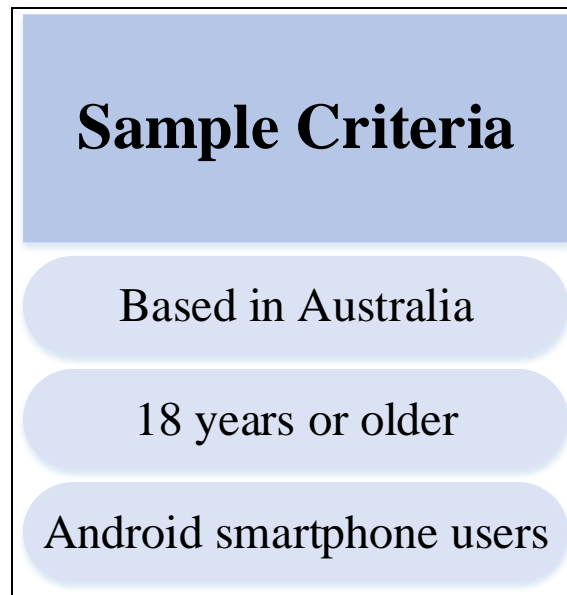 Sample Criteria
Based in Australia
18 years or older
Android smartphone users